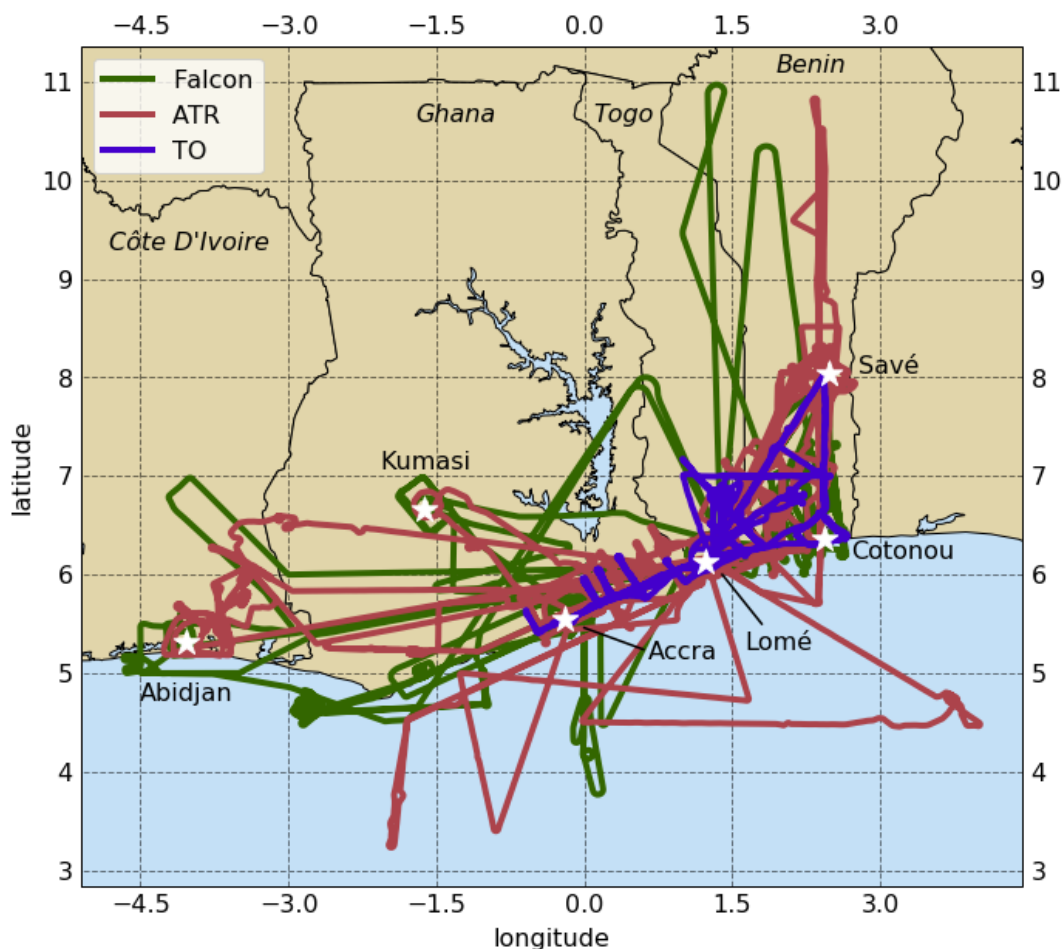 −4.5 −3.0 −1.5 0.0 1.5 3.0
Falcon
ATR
TO
Benin
Ghana
Togo
Côte D'Ivoire
11 11
10 10
9 9
8 8
7 7
6 6
5 5
4 4
3 3
Savé
Kumasi
Cotonou
Lomé
Accra
Abidjan
latitude
−4.5 −3.0 −1.5 0.0 1.5 3.0
longitude